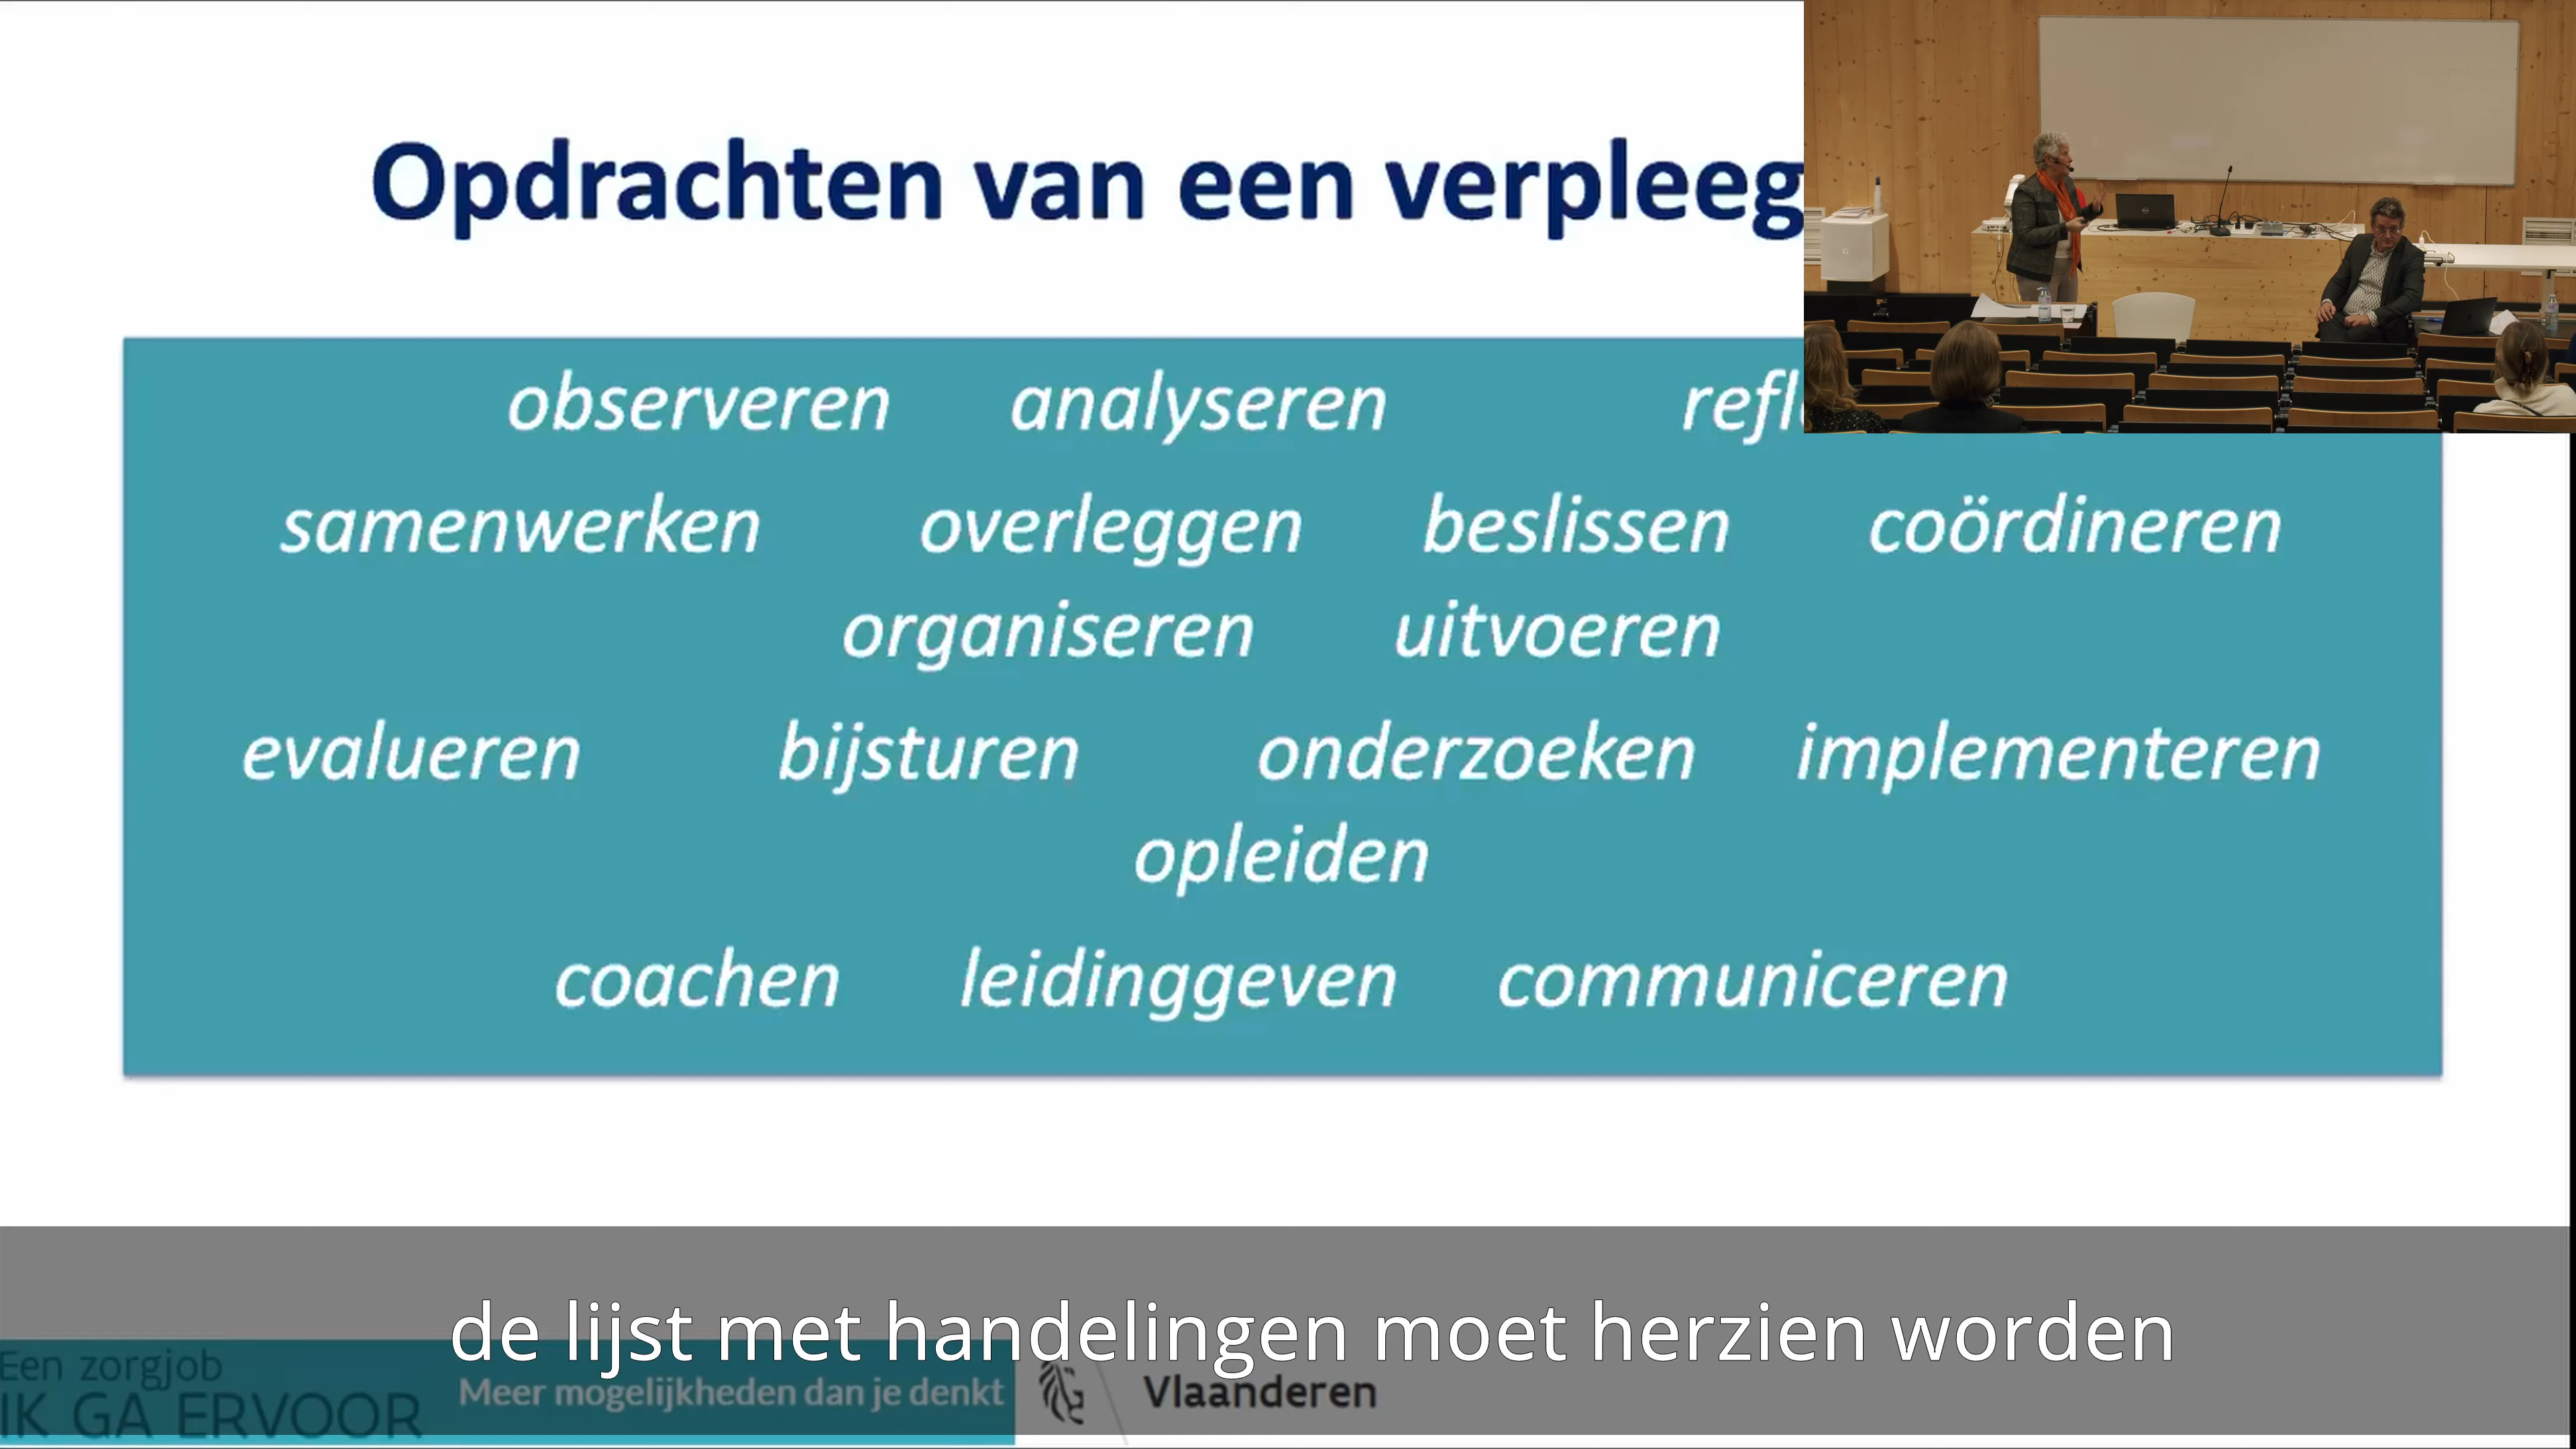 Opdrachten van een verpleeg
observeren analyseren refl
samenwerken overleggen beslissen coördineren
organiseren uitvoeren
evalueren bijsturen onderzoeken implementeren
opleiden
coachen leidinggeven communiceren
de lijst met handelingen moet herzien worden
Een zorgjob
IK GA ERVOOR
Meer mogelijkheden dan je denkt
Vlaanderen